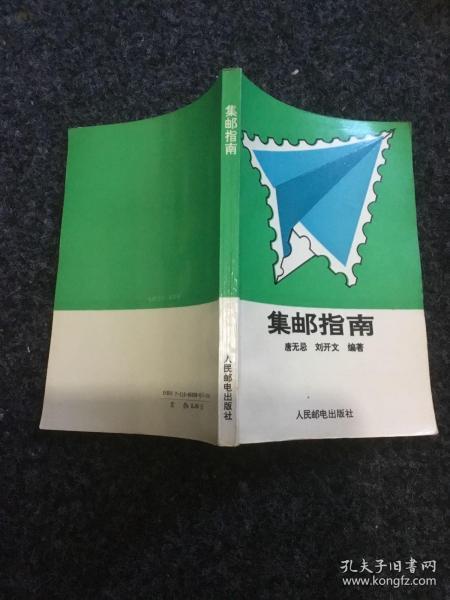 集邮指南
唐无忌 刘开文 编著
人民邮电出版社
集邮指南
人民邮电出版社
孔夫子旧书网
www.kongfz.com